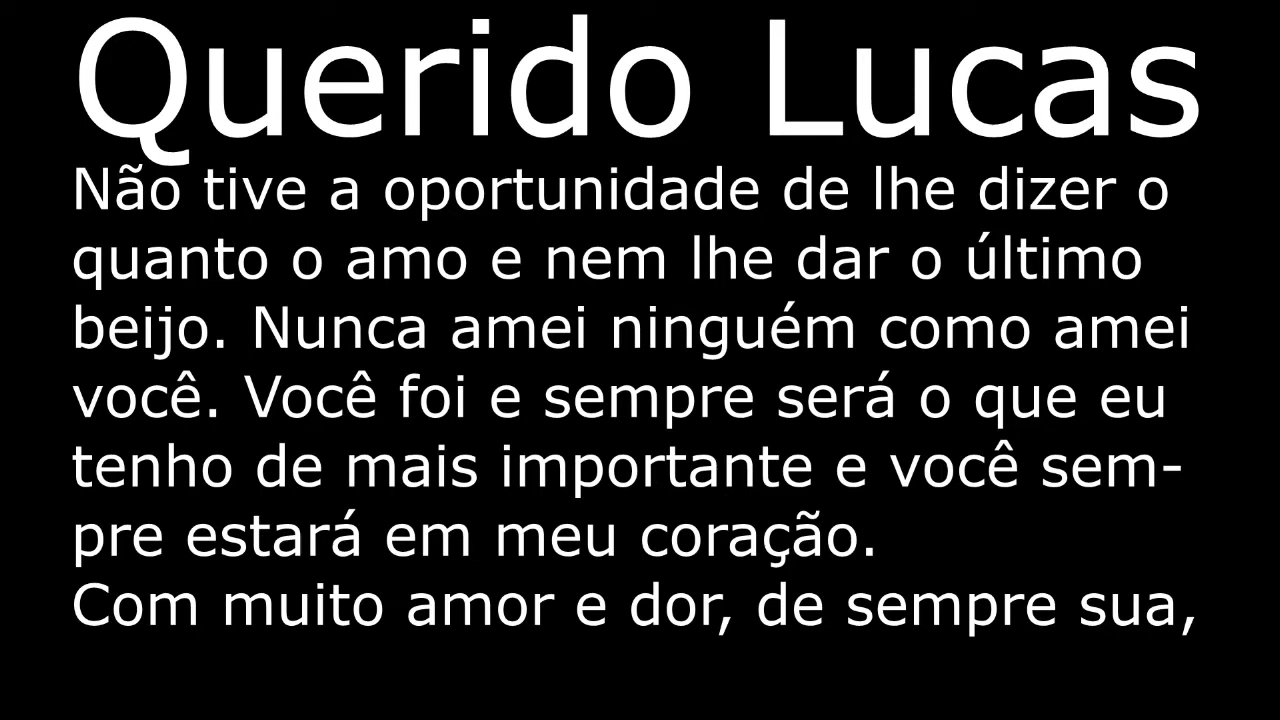 Querido Lucas
Não tive a oportunidade de lhe dizer o
quanto o amo e nem lhe dar o último
beijo. Nunca amei ninguém como amei
você. Você foi e sempre será o que eu
tenho de mais importante e você sem-
pre estará em meu coração.
Com muito amor e dor, de sempre sua,